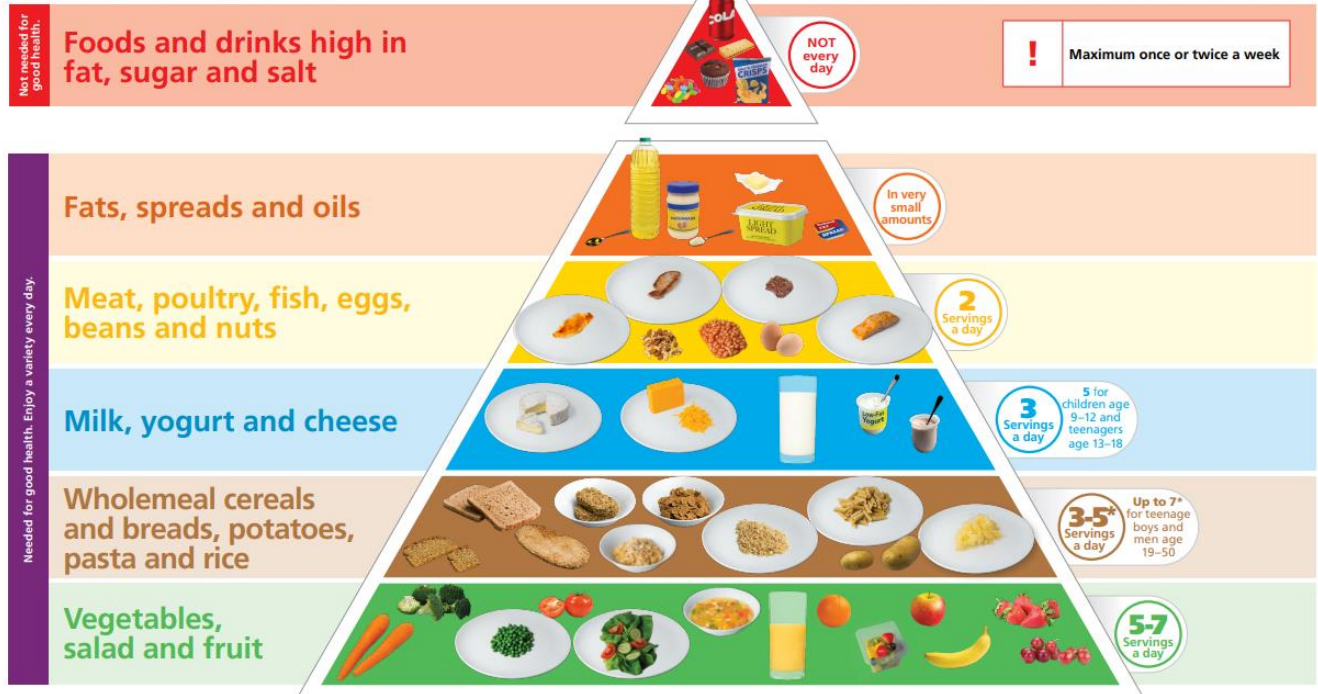 Not needed for
good health.
Foods and drinks high in
fat, sugar and salt
COLA
CRISPS
NOT
every
day
!
Maximum once or twice a week
Needed for good health. Enjoy a variety every day.
Fats, spreads and oils
LIGHT
SPREAD
SPREAD
In very
small
amounts
Meat, poultry, fish, eggs,
beans and nuts
2
Servings
a day
Milk, yogurt and cheese
Low-Fat
Yogurt
3
Servings
a day
5 for
children age
9–12 and
teenagers
age 13–18
Wholemeal cereals
and breads, potatoes,
pasta and rice
3-5*
Servings
a day
Up to 7*
for teenage
boys and
men age
19–50
Vegetables,
salad and fruit
5-7
Servings
a day